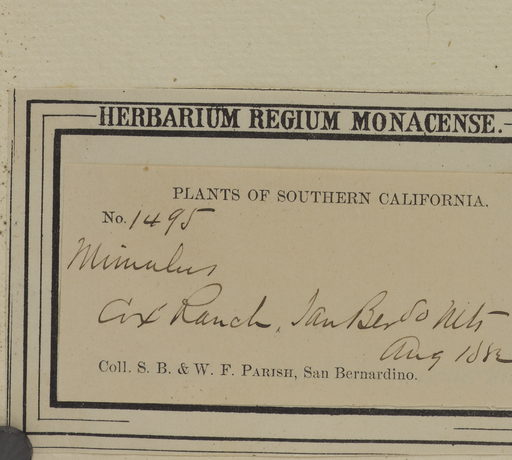 HERBARIUM REGIUM MONACENSE.
PLANTS OF SOUTHERN CALIFORNIA.
No. 1495
Mimulus
Cox Ranch, San Ber do Mts
Aug 188
Coll. S. B. & W. F. PARISH, San Bernardino.